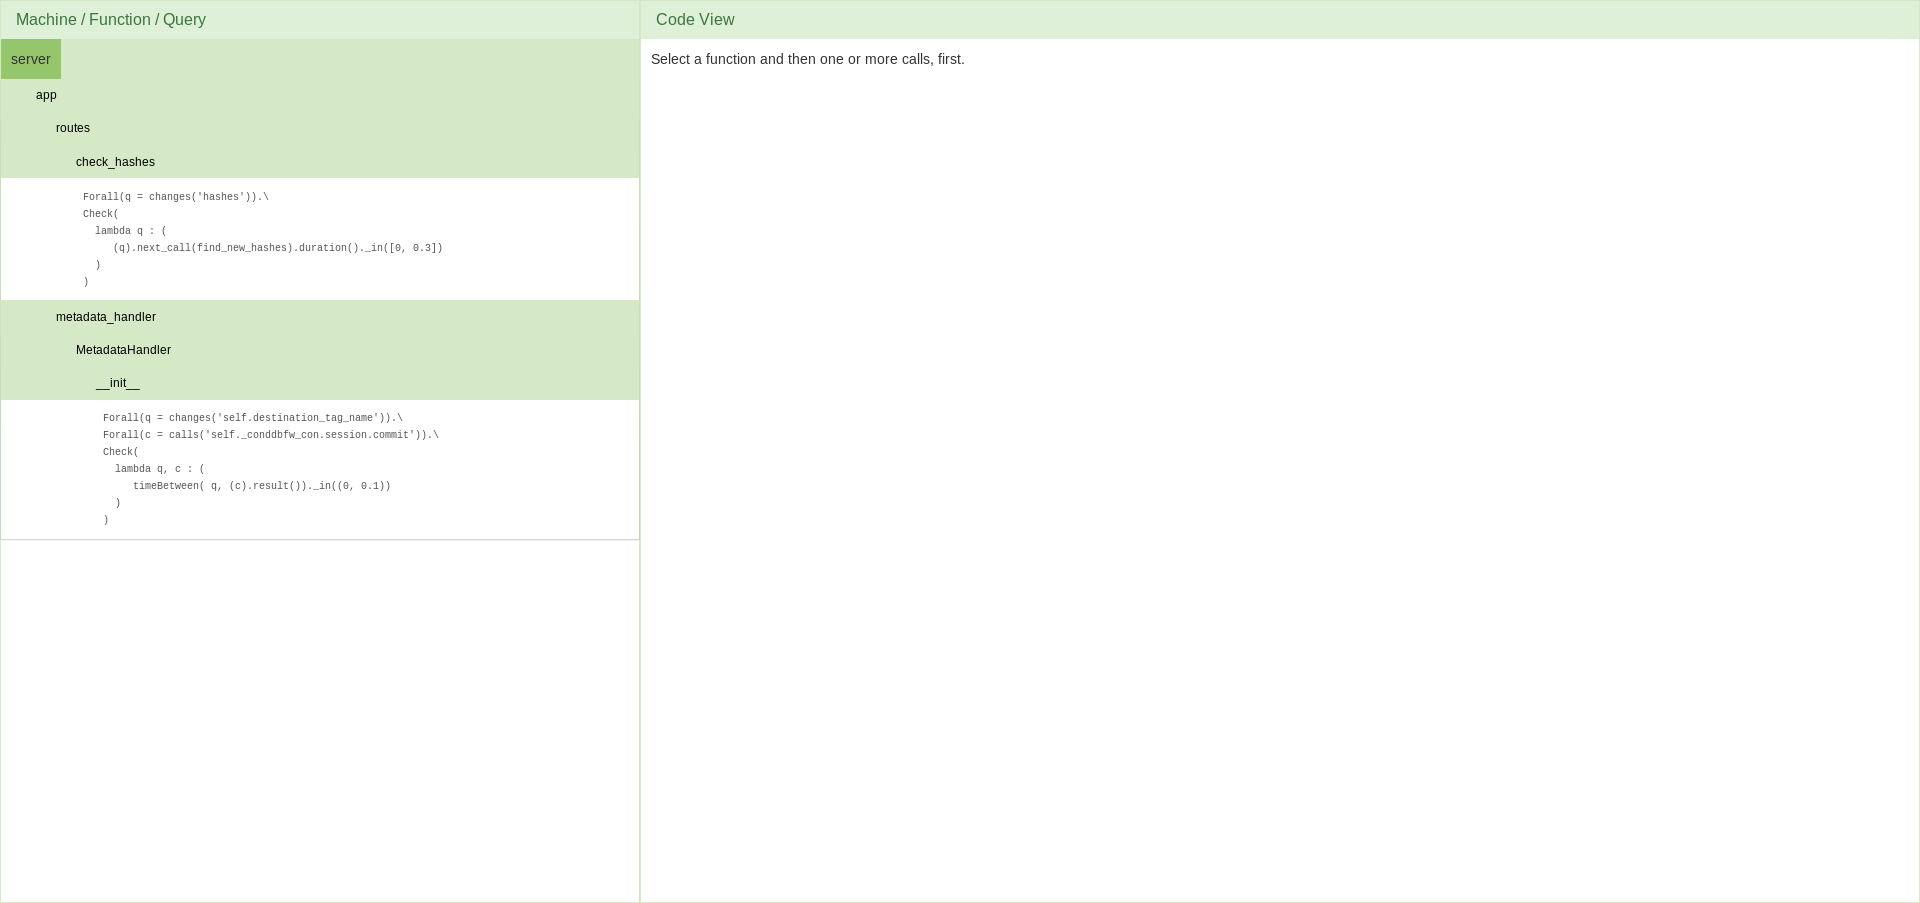 Machine / Function / Query
server
app
routes
check_hashes
Forall(q = changes('hashes')).\
Check(
lambda q : (
(q).next_call(find_new_hashes).duration()._in([0, 0.3])
)
)
metadata_handler
MetadataHandler
__init__
Forall(q = changes('self.destination_tag_name')).\
Forall(c = calls('self._conddbfw_con.session.commit')).\
Check(
lambda q, c : (
timeBetween( q, (c).result())._in((0, 0.1))
)
)
Code View
Select a function and then one or more calls, first.